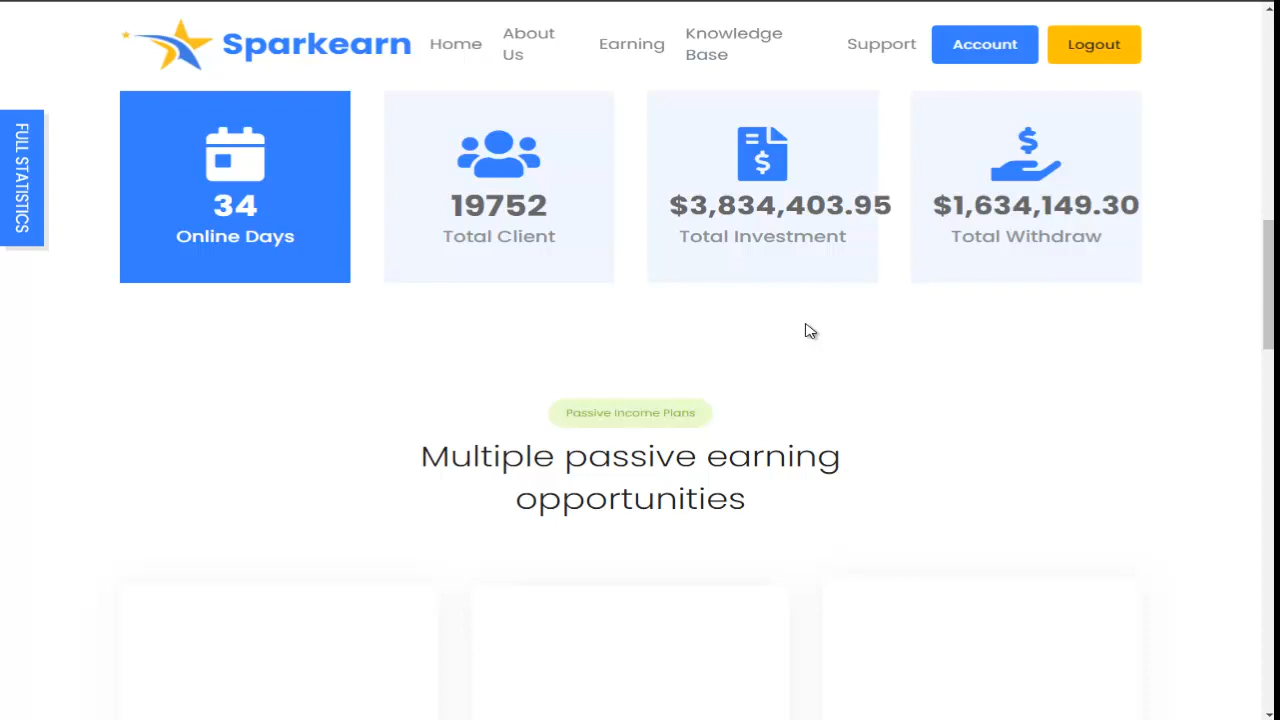 Sparkearn
Home
About
Us
Earning
Knowledge
Base
Support
Account
Logout
FULL STATISTICS
34
Online Days
19752
Total Client
$
$3,834,403.95
Total Investment
$
$1,634,149.30
Total Withdraw
Passive Income Plans
Multiple passive earning
opportunities